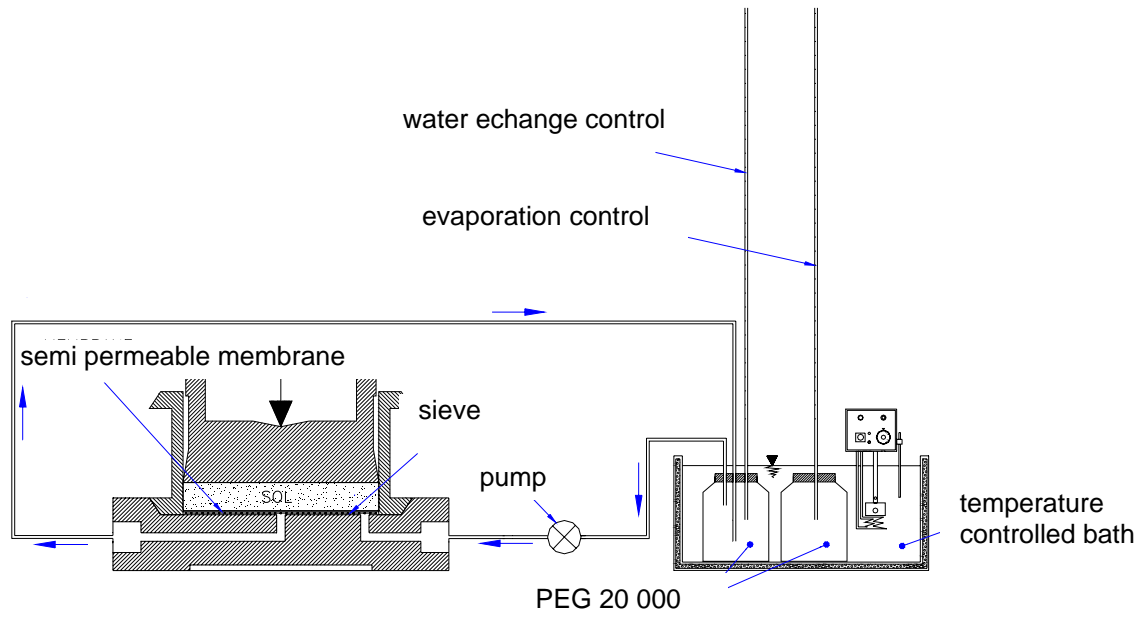 water echange control
evaporation control
semi permeable membrane
sieve
SOL
pump
temperature
controlled bath
PEG 20 000